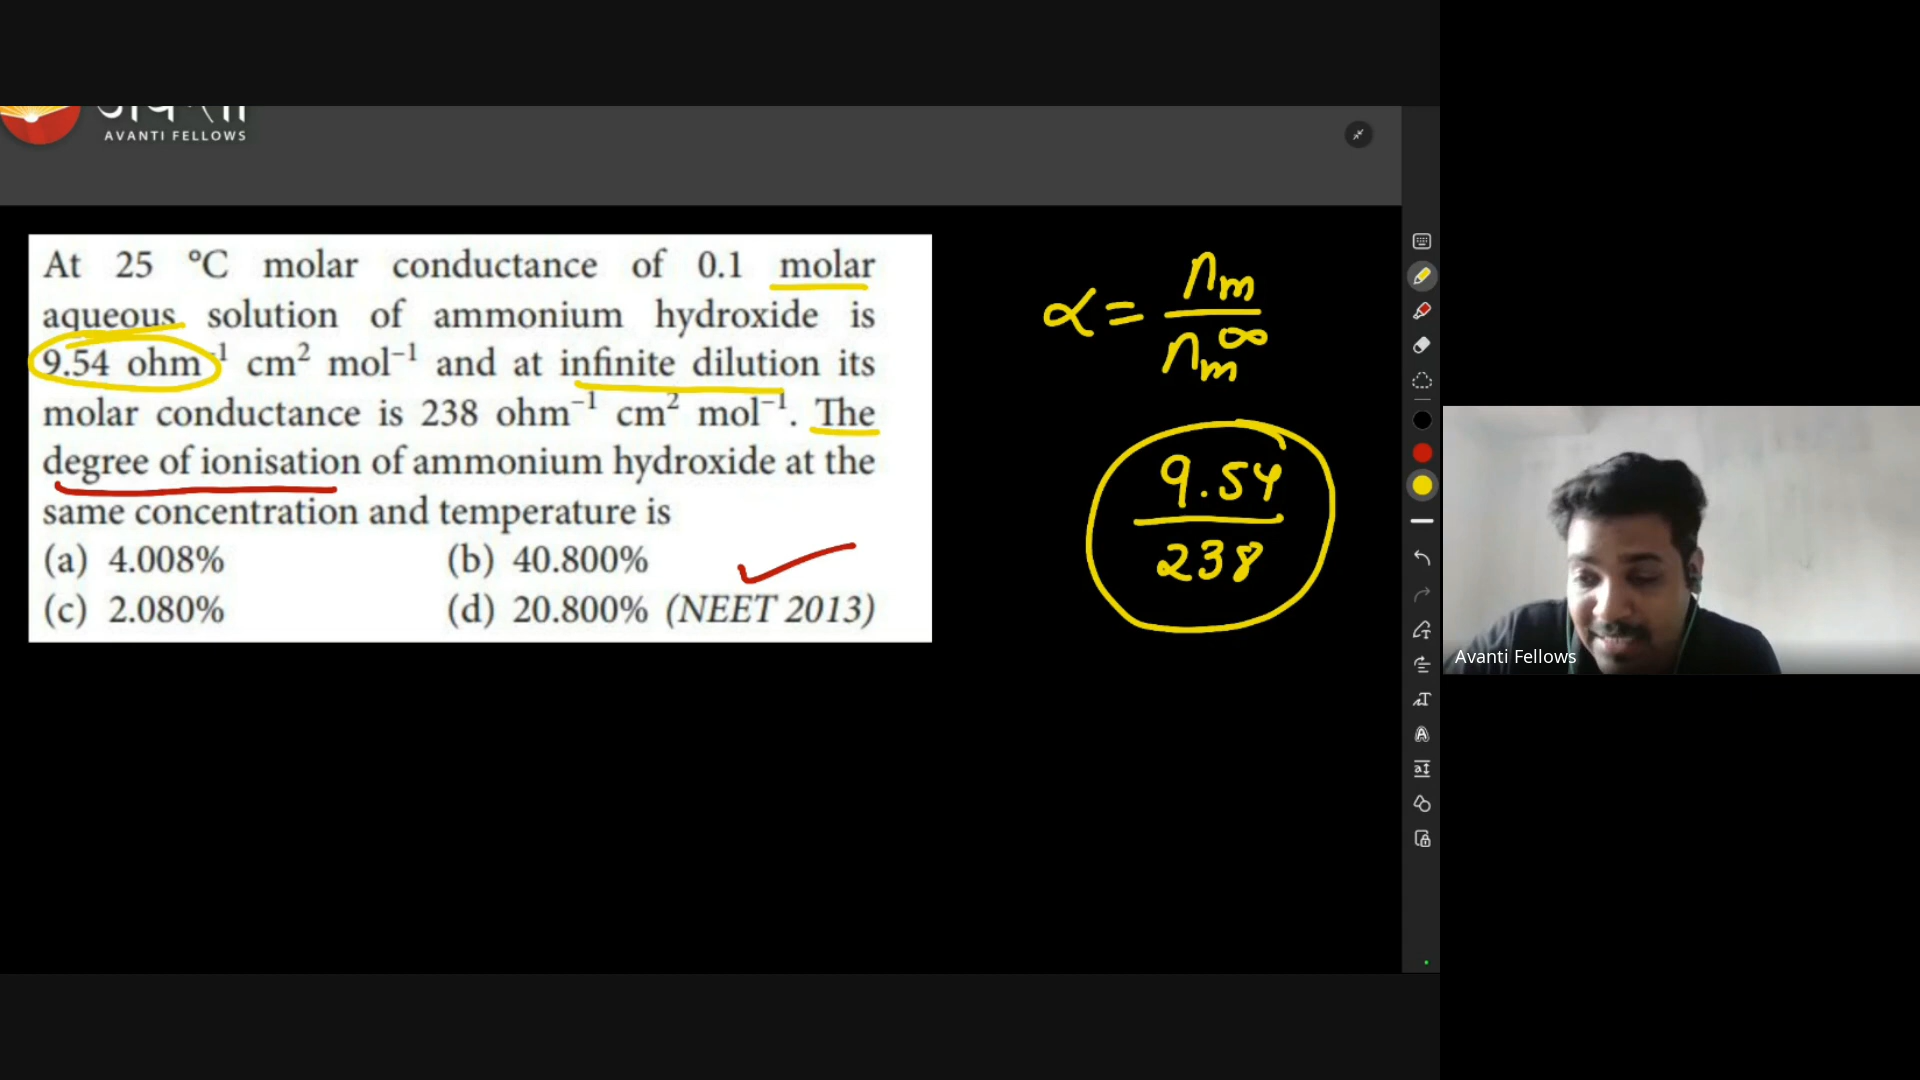 AVANTI FELLOWS
At 25 °C molar conductance of 0.1 molar
aqueous solution of ammonium hydroxide is
9.54 ohm⁻¹ cm² mol⁻¹ and at infinite dilution its
molar conductance is 238 ohm⁻¹ cm² mol⁻¹. The
degree of ionisation of ammonium hydroxide at the
same concentration and temperature is
(a) 4.008% (b) 40.800%
(c) 2.080% (d) 20.800% (NEET 2013)
α =
nm
nm∞
9.54
238
Avanti Fellows